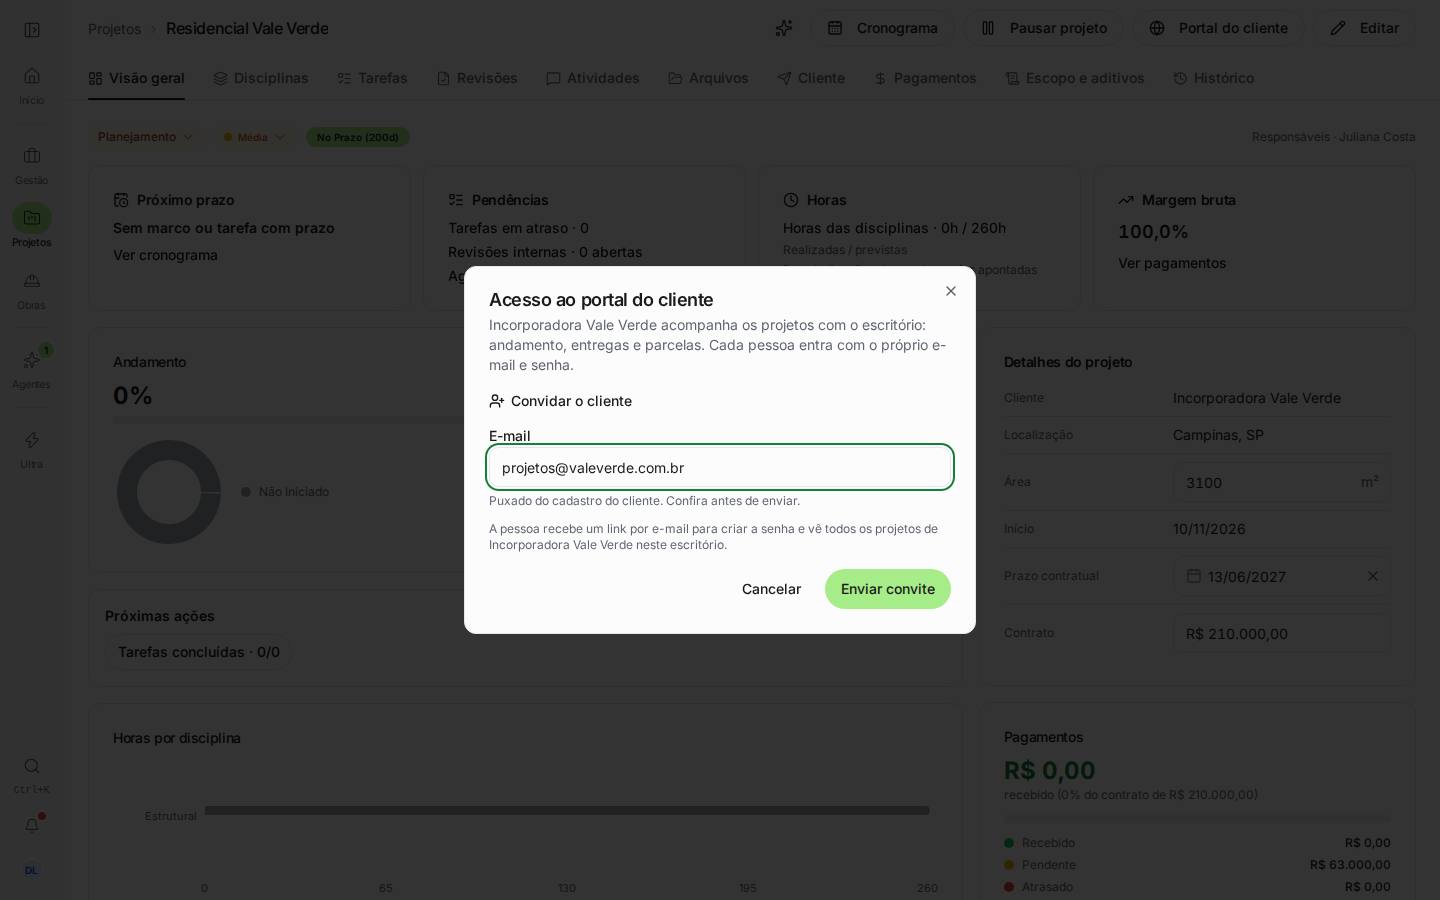 Projetos
Residencial Vale Verde
Cronograma
Pausar projeto
Portal do cliente
Editar
Visão geral
Disciplinas
Tarefas
Revisões
Atividades
Arquivos
Cliente
Pagamentos
Escopo e aditivos
Histórico
Início
Gestão
Projetos
Obras
1
Agentes
Ultra
Ctrl+K
DL
Planejamento
Média
No Prazo (200d)
Responsáveis · Juliana Costa
Próximo prazo
Sem marco ou tarefa com prazo
Ver cronograma
Pendências
Tarefas em atraso · 0
Revisões internas · 0 abertas
Horas
Horas das disciplinas · 0h / 260h
Realizadas / previstas
apontadas
Margem bruta
100,0%
Ver pagamentos
Acesso ao portal do cliente
Incorporadora Vale Verde acompanha os projetos com o escritório:
andamento, entregas e parcelas. Cada pessoa entra com o próprio e-
mail e senha.
Convidar o cliente
E-mail
projetos@valeverde.com.br
Puxado do cadastro do cliente. Confira antes de enviar.
A pessoa recebe um link por e-mail para criar a senha e vê todos os projetos de
Incorporadora Vale Verde neste escritório.
Cancelar
Enviar convite
Andamento
0%
Não Iniciado
Próximas ações
Tarefas concluídas · 0/0
Horas por disciplina
Estrutural
0
65
130
195
260
Detalhes do projeto
Cliente
Incorporadora Vale Verde
Localização
Campinas, SP
Área
3100
m²
Início
10/11/2026
Prazo contratual
13/06/2027
Contrato
R$ 210.000,00
Pagamentos
R$ 0,00
recebido (0% do contrato de R$ 210.000,00)
Recebido
R$ 0,00
Pendente
R$ 63.000,00
Atrasado
R$ 0,00